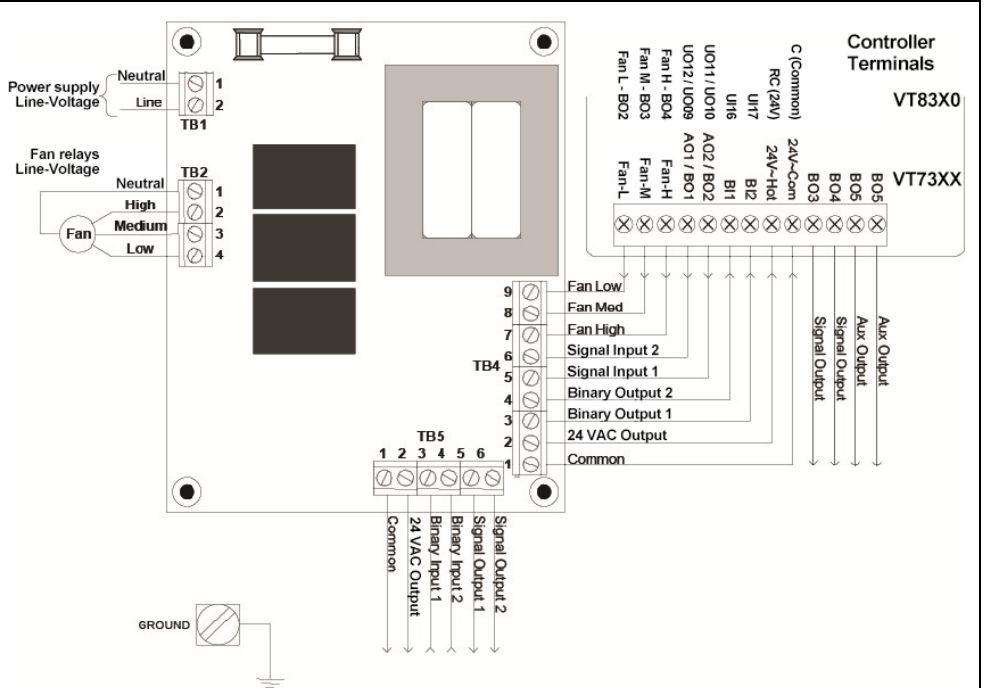 Controller
Terminals
VT83X0
VT73XX
Fan L - BO2
Fan M - BO3
Fan H - BO4
UO12 / UO09
UO11 / UO10
UI16
UI17
RC (24V)
C (Common)
Fan-L
Fan-M
Fan-H
AO1 / BO1
AO2 / BO2
BI1
BI2
24V~Hot
24V~Com
BO3
BO4
BO5
BO5
Power supply
Line-Voltage
Neutral
Line
1
2
TB1
Fan relays
Line-Voltage
TB2
Neutral
High
Medium
Low
Fan
1
2
3
4
9
8
7
6
5
4
3
2
1
TB4
Fan Low
Fan Med
Fan High
Signal Input 2
Signal Input 1
Binary Output 2
Binary Output 1
24 VAC Output
Common
Signal Output
Signal Output
Aux Output
Aux Output
TB5
1 2 3 4 5 6
Common
24 VAC Output
Binary Input 1
Binary Input 2
Signal Output 1
Signal Output 2
GROUND